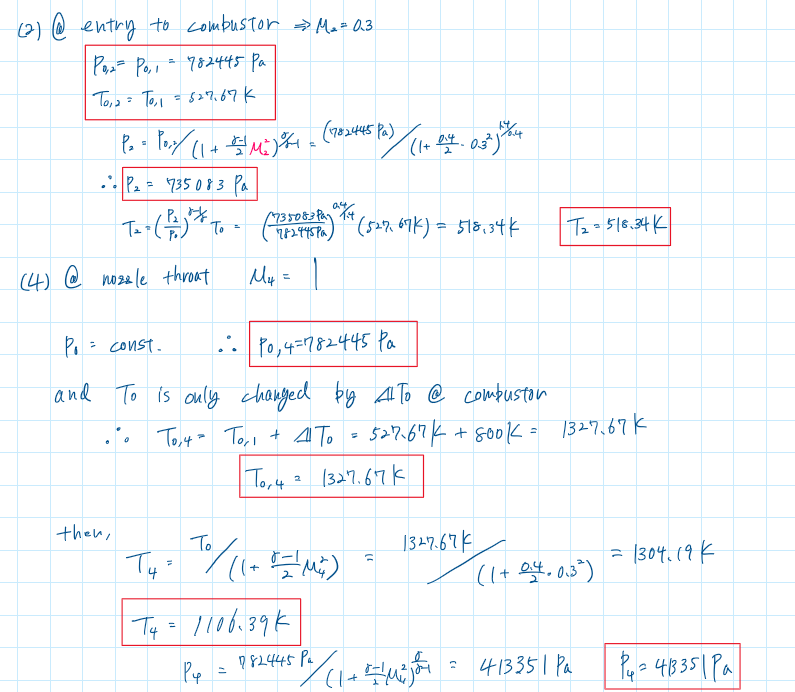 (2) @ entry to combustor ⇒ M₂ = 0.3
P₀,₂ = P₀,₁ = 782445 Pa
T₀,₂ = T₀,₁ = 527.67 K
P₂ = P₀,₂/(1 + γ-1/2 M₂²)^γ/γ-1 = (782445 Pa)/(1 + 0.4/2 · 0.3²)^1.4/0.4
∴ P₂ = 735083 Pa
T₂ = (P₂/P₀)^γ-1/γ T₀ = (735083 Pa/782445 Pa)^0.4/1.4 (527.67K) = 518.34 K T₂ = 518.34 K
(4) @ nozzle throat M₄ = 1
P₀ = const. ∴ P₀,₄ = 782445 Pa
and T₀ is only changed by ΔT₀ @ combustor
∴ T₀,₄ = T₀,₁ + ΔT₀ = 527.67 K + 800 K = 1327.67 K
T₀,₄ = 1327.67 K
then,
T₄ = T₀/(1 + γ-1/2 M₄²) = 1327.67 K/(1 + 0.4/2 · 0.3²) = 1304.19 K
T₄ = 1106.39 K
P₄ = 782445 Pa/(1 + γ-1/2 M₄²)^γ/γ-1 = 413351 Pa P₄ = 413351 Pa